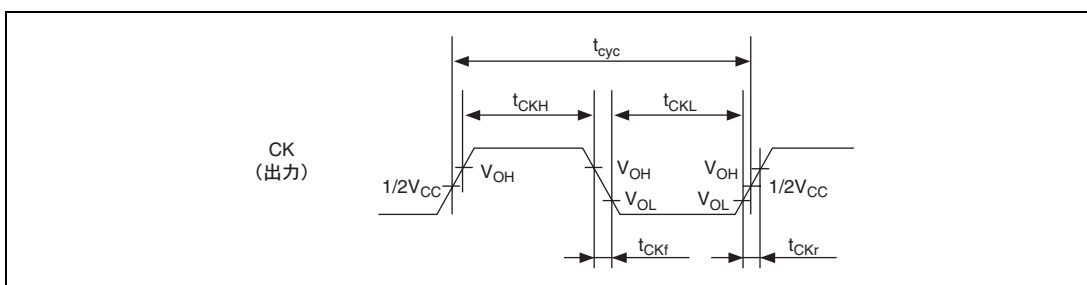 tcyc
tCKH tCKL
CK
(出力)
1/2VCC VOH VOH VOL VOL VOH 1/2VCC
tCKf tCKr